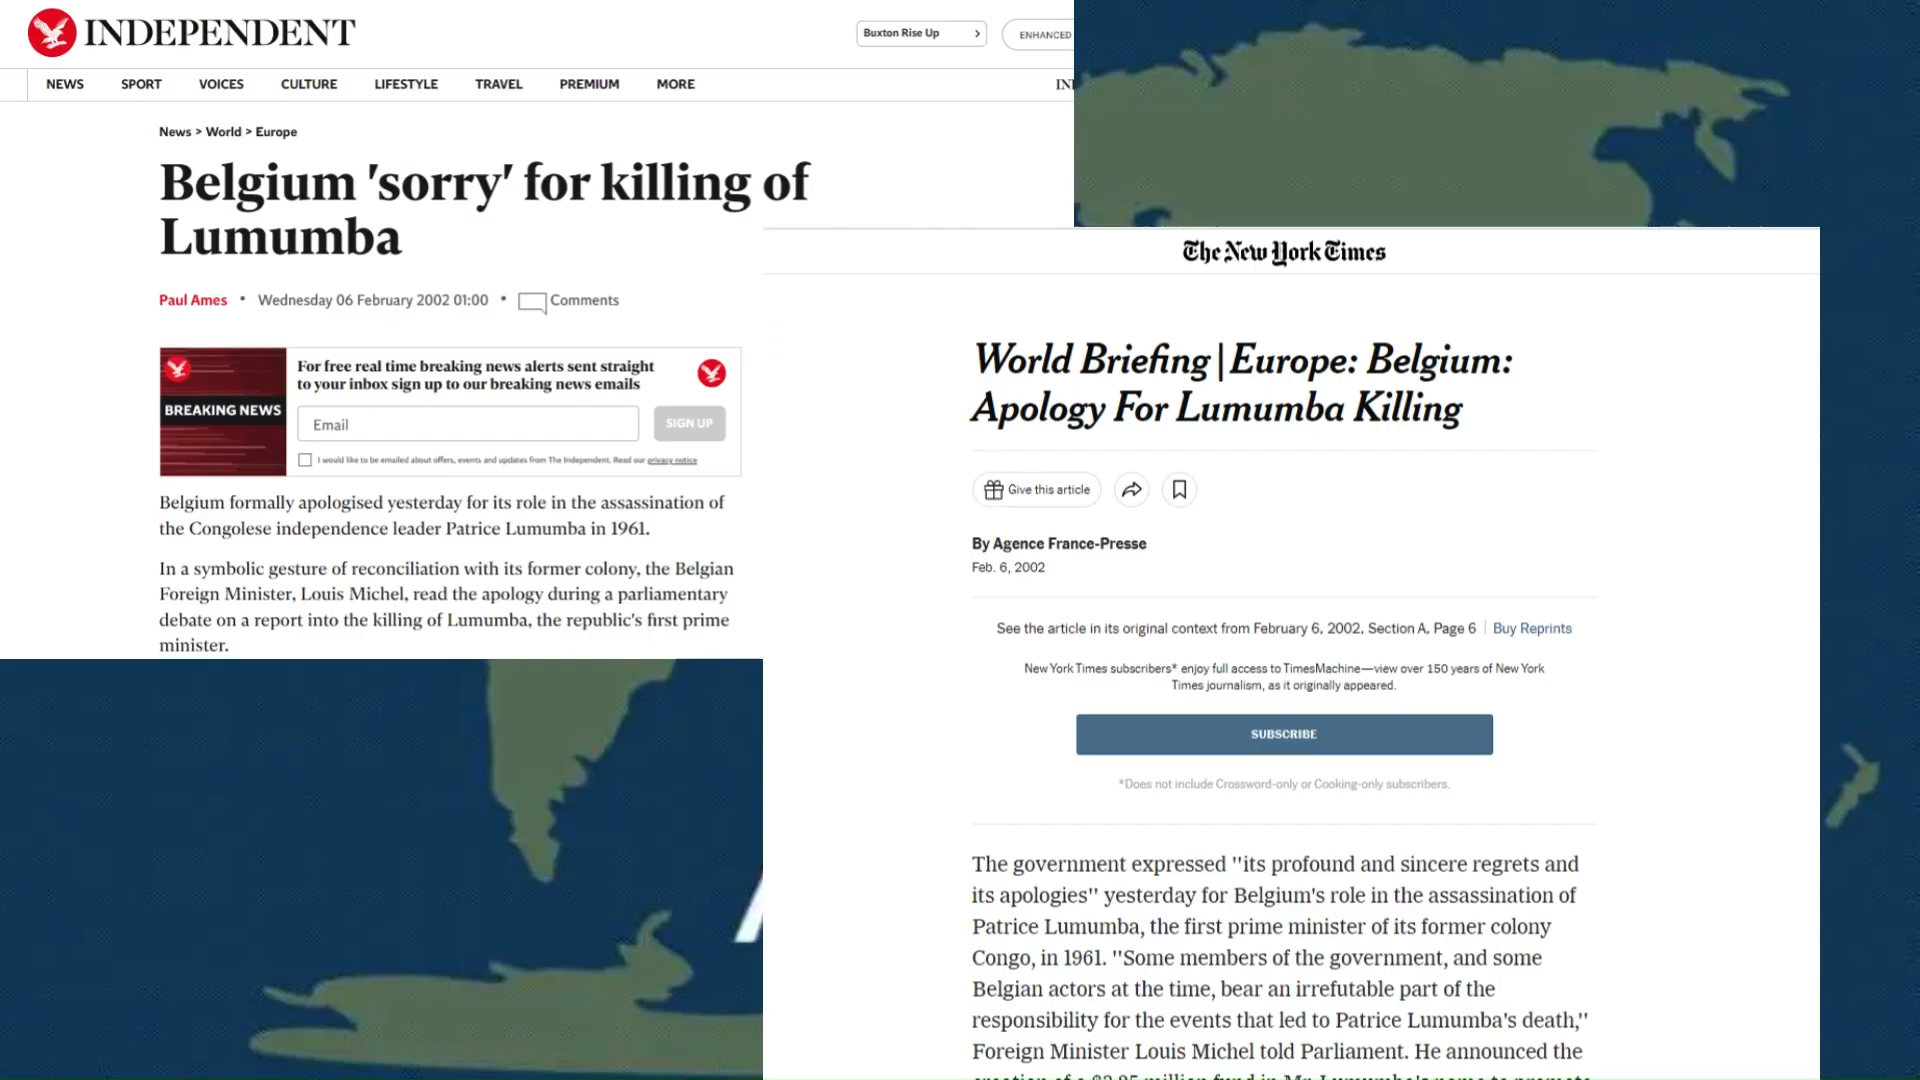 INDEPENDENT
Buxton Rise Up
ENHANCED
NEWS SPORT VOICES CULTURE LIFESTYLE TRAVEL PREMIUM MORE
News > World > Europe
Belgium 'sorry' for killing of
Lumumba
Paul Ames • Wednesday 06 February 2002 01:00 • Comments
BREAKING NEWS
For free real time breaking news alerts sent straight
to your inbox sign up to our breaking news emails
Email
SIGN UP
I would like to be emailed about offers, events and updates from The Independent. Read our privacy notice
Belgium formally apologised yesterday for its role in the assassination of
the Congolese independence leader Patrice Lumumba in 1961.
In a symbolic gesture of reconciliation with its former colony, the Belgian
Foreign Minister, Louis Michel, read the apology during a parliamentary
debate on a report into the killing of Lumumba, the republic's first prime
minister.
The New York Times
World Briefing | Europe: Belgium:
Apology For Lumumba Killing
Give this article
By Agence France-Presse
Feb. 6, 2002
See the article in its original context from February 6, 2002, Section A, Page 6 | Buy Reprints
New York Times subscribers* enjoy full access to TimesMachine—view over 150 years of New York
Times journalism, as it originally appeared.
SUBSCRIBE
*Does not include Crossword-only or Cooking-only subscribers.
The government expressed ''its profound and sincere regrets and
its apologies'' yesterday for Belgium's role in the assassination of
Patrice Lumumba, the first prime minister of its former colony
Congo, in 1961. ''Some members of the government, and some
Belgian actors at the time, bear an irrefutable part of the
responsibility for the events that led to Patrice Lumumba's death,''
Foreign Minister Louis Michel told Parliament. He announced the